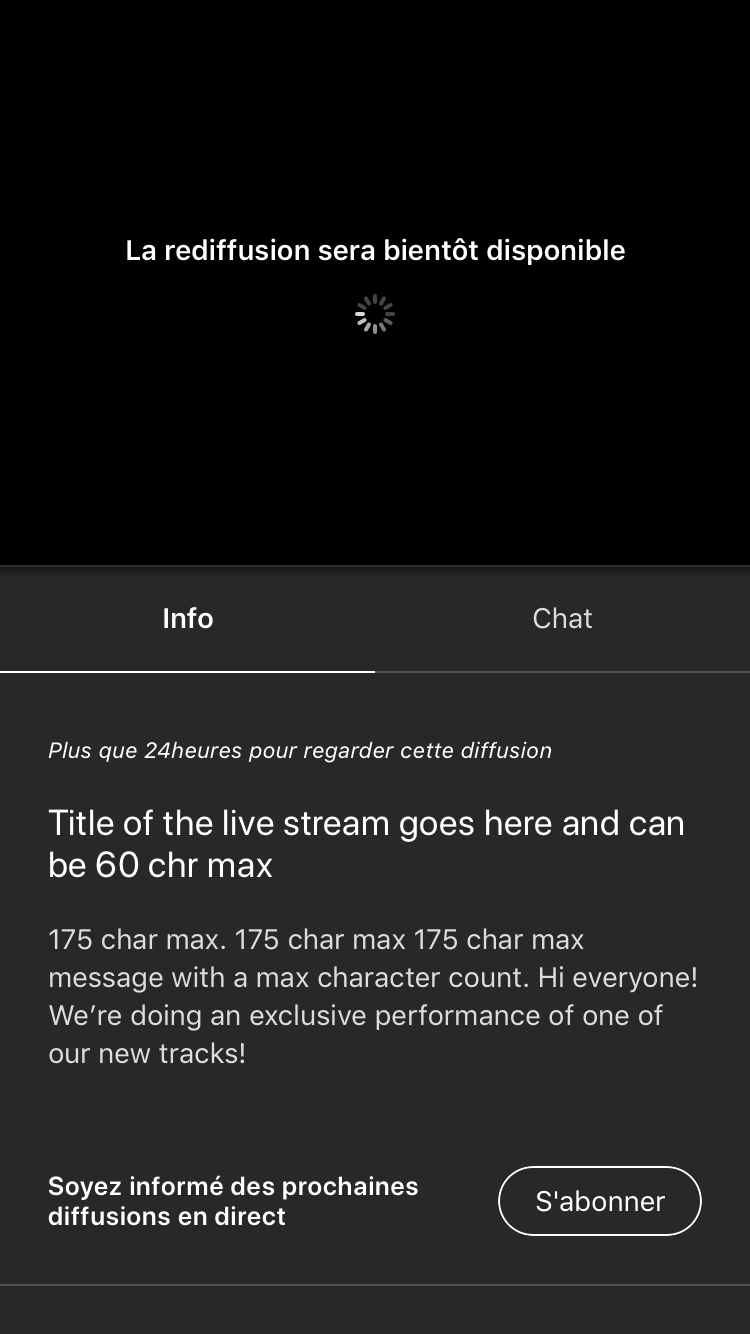 La rediffusion sera bientôt disponible
Info
Chat
Plus que 24heures pour regarder cette diffusion
Title of the live stream goes here and can
be 60 chr max
175 char max. 175 char max 175 char max
message with a max character count. Hi everyone!
We’re doing an exclusive performance of one of
our new tracks!
Soyez informé des prochaines
diffusions en direct
S'abonner